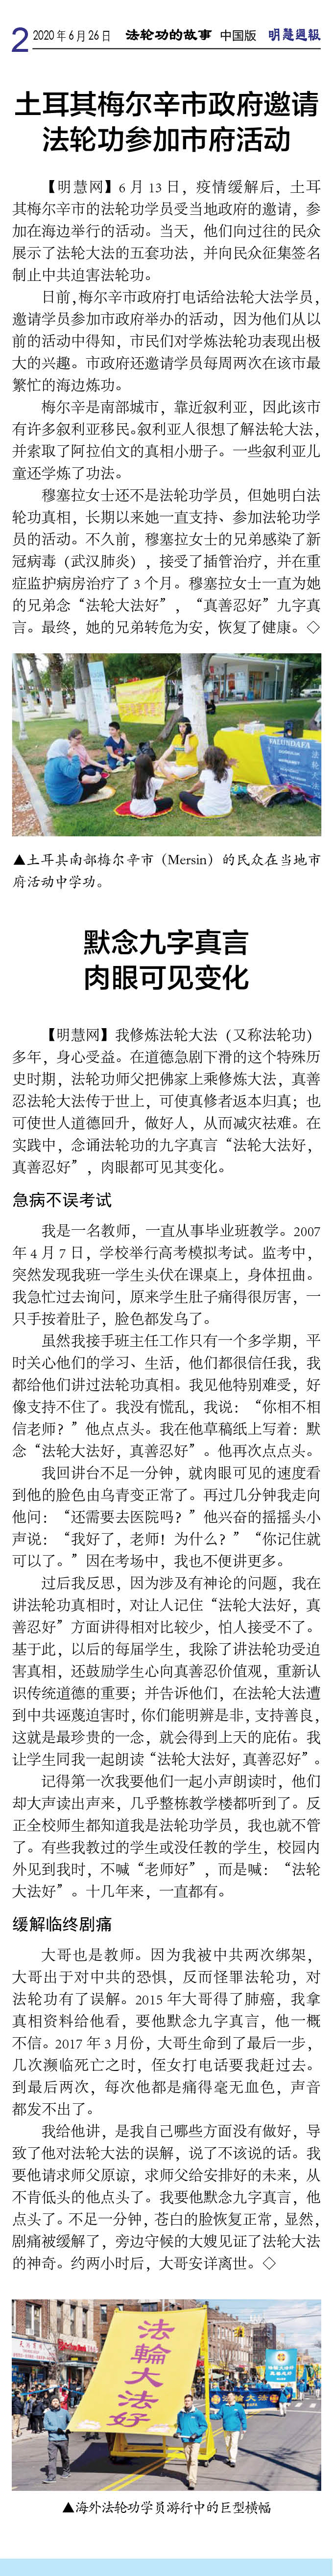 2 2020年6月26日 法轮功的故事 中国版 明慧週報
土耳其梅尔辛市政府邀请
法轮功参加市府活动
【明慧网】6月13日，疫情缓解后，土耳
其梅尔辛市的法轮功学员受当地政府的邀请，参
加在海边举行的活动。当天，他们向过往的民众
展示了法轮大法的五套功法，并向民众征集签名
制止中共迫害法轮功。
日前，梅尔辛市政府打电话给法轮大法学员，
邀请学员参加市政府举办的活动，因为他们从以
前的活动中得知，市民们对学炼法轮功表现出极
大的兴趣。市政府还邀请学员每周两次在该市最
繁忙的海边炼功。
梅尔辛是南部城市，靠近叙利亚，因此该市
有许多叙利亚移民。叙利亚人很想了解法轮大法，
并索取了阿拉伯文的真相小册子。一些叙利亚儿
童还学炼了功法。
穆塞拉女士还不是法轮功学员，但她明白法
轮功真相，长期以来她一直支持、参加法轮功学
员的活动。不久前，穆塞拉女士的兄弟感染了新
冠病毒（武汉肺炎），接受了插管治疗，并在重
症监护病房治疗了3个月。穆塞拉女士一直为她
的兄弟念“法轮大法好”，“真善忍好”九字真
言。最终，她的兄弟转危为安，恢复了健康。◇
FALUNDAFA
▲土耳其南部梅尔辛市（Mersin）的民众在当地市
府活动中学功。
默念九字真言
肉眼可见变化
【明慧网】我修炼法轮大法（又称法轮功）
多年，身心受益。在道德急剧下滑的这个特殊历
史时期，法轮功师父把佛家上乘修炼大法，真善
忍法轮大法传于世上，可使真修者返本归真；也
可使世人道德回升，做好人，从而减灾祛难。在
实践中，念诵法轮功的九字真言“法轮大法好，
真善忍好”，肉眼都可见其变化。
急病不误考试
我是一名教师，一直从事毕业班教学。2007
年4月7日，学校举行高考模拟考试。监考中，
突然发现我班一学生头伏在课桌上，身体扭曲。
我急忙过去询问，原来学生肚子痛得很厉害，一
只手按着肚子，脸色都发乌了。
虽然我接手班主任工作只有一个多学期，平
时关心他们的学习、生活，他们都很信任我，我
都给他们讲过法轮功真相。我见他特别难受，好
像支持不住了。我没有慌乱，我说：“你相不相
信老师？”他点点头。我在他草稿纸上写着：默
念“法轮大法好，真善忍好”。他再次点点头。
我回讲台不足一分钟，就肉眼可见的速度看
到他的脸色由乌青变正常了。再过几分钟我走向
他问：“还需要去医院吗？”他兴奋的摇摇头小
声说：“我好了，老师！为什么？”“你记住就
可以了。”因在考场中，我也不便讲更多。
过后我反思，因为涉及有神论的问题，我在
讲法轮功真相时，对让人记住“法轮大法好，真
善忍好”方面讲得相对比较少，怕人接受不了。
基于此，以后的每届学生，我除了讲法轮功受迫
害真相，还鼓励学生心向真善忍价值观，重新认
识传统道德的重要；并告诉他们，在法轮大法遭
到中共诬蔑迫害时，你们能明辨是非，支持善良，
这就是最珍贵的一念，就会得到上天的庇佑。我
让学生同我一起朗读“法轮大法好，真善忍好”。
记得第一次我要他们一起小声朗读时，他们
却大声读出声来，几乎整栋教学楼都听到了。反
正全校师生都知道我是法轮功学员，我也就不管
了。有些我教过的学生或没任教的学生，校园内
外见到我时，不喊“老师好”，而是喊：“法轮
大法好”。十几年来，一直都有。
缓解临终剧痛
大哥也是教师。因为我被中共两次绑架，
大哥出于对中共的恐惧，反而怪罪法轮功，对
法轮功有了误解。2015年大哥得了肺癌，我拿
真相资料给他看，要他默念九字真言，他一概
不信。2017年3月份，大哥生命到了最后一步，
几次濒临死亡之时，侄女打电话要我赶过去。
到最后两次，每次他都是痛得毫无血色，声音
都发不出了。
我给他讲，是我自己哪些方面没有做好，导
致了他对法轮大法的误解，说了不该说的话。我
要他请求师父原谅，求师父给安排好的未来，从
不肯低头的他点头了。我要他默念九字真言，他
点头了。不足一分钟，苍白的脸恢复正常，显然，
剧痛被缓解了，旁边守候的大嫂见证了法轮大法
的神奇。约两小时后，大哥安详离世。◇
法輪大法好
▲海外法轮功学员游行中的巨型横幅